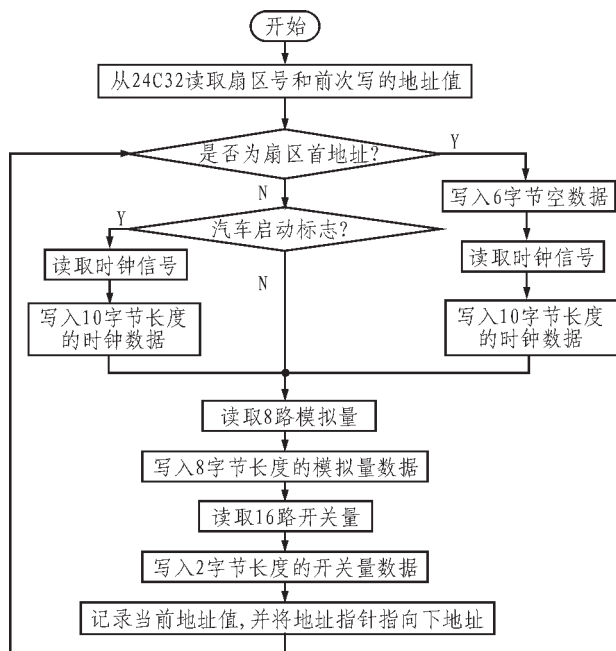 开始
从24C32读取扇区号和前次写的地址值
是否为扇区首地址?
Y
N
写入6字节空数据
汽车启动标志?
Y
读取时钟信号
读取时钟信号
N
写入10字节长度
的时钟数据
写入10字节长度
的时钟数据
读取8路模拟量
写入8字节长度的模拟量数据
读取16路开关量
写入2字节长度的开关量数据
记录当前地址值,并将地址指针指向下地址